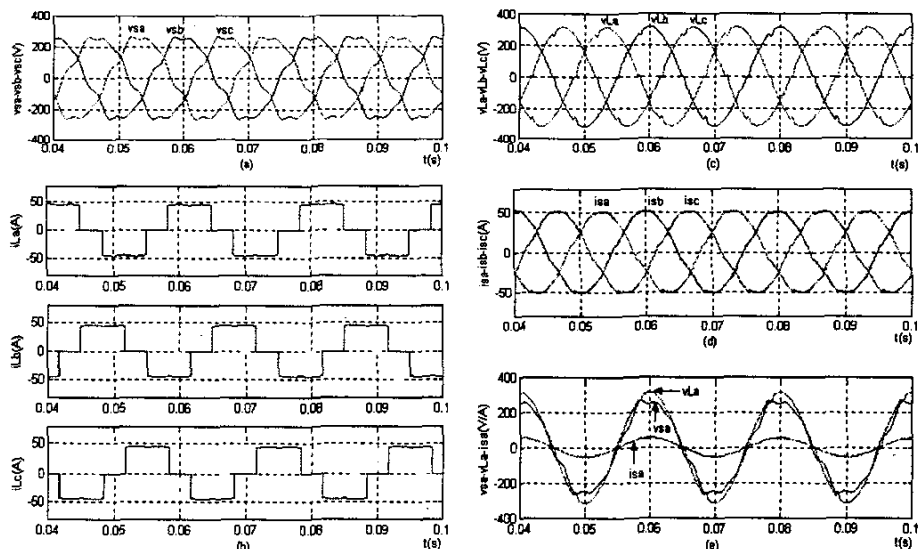 vsa-vsb-vsc(V)
400
200
0
-200
-400
vsa vsb vsc
0.04 0.05 0.06 0.07 0.08 0.09 0.1
(a) t(s)
iLa(A)
50
0
-50
0.04 0.05 0.06 0.07 0.08 0.09 0.1
iLb(A)
50
0
-50
0.04 0.05 0.06 0.07 0.08 0.09 0.1
iLc(A)
50
0
-50
0.04 0.05 0.06 0.07 0.08 0.09 0.1
(b) t(s)
vLa-vLb-vLc(V)
400
200
0
-200
-400
vLa vLb vLc
0.04 0.05 0.06 0.07 0.08 0.09 0.1
(c) t(s)
isa-isb-isc(A)
50
0
-50
isa isb isc
0.04 0.05 0.06 0.07 0.08 0.09 0.1
(d) t(s)
vsa-vLa-isa(V/A)
400
200
0
-200
-400
vLa
vsa
isa
0.04 0.05 0.06 0.07 0.08 0.09 0.1
(e) t(s)